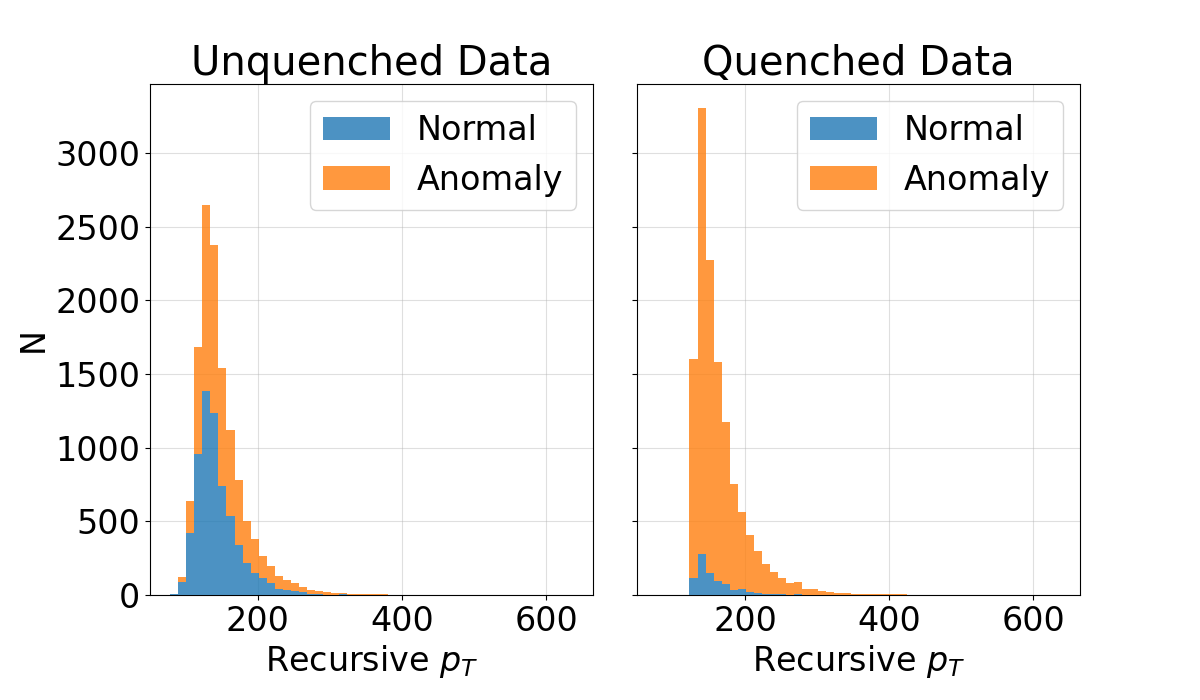 Unquenched Data
Quenched Data
Normal
Anomaly
Normal
Anomaly
3000
2500
2000
1500
1000
500
0
N
200 400 600
200 400 600
Recursive p_T
Recursive p_T